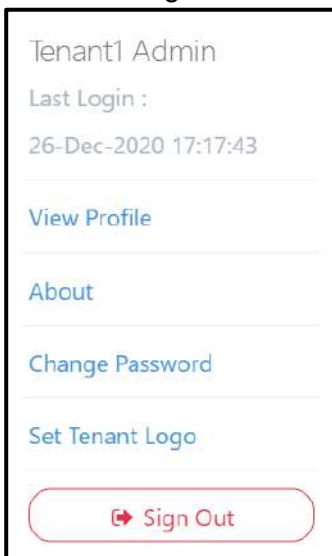 Tenant1 Admin
Last Login :
26-Dec-2020 17:17:43
View Profile
About
Change Password
Set Tenant Logo
Sign Out